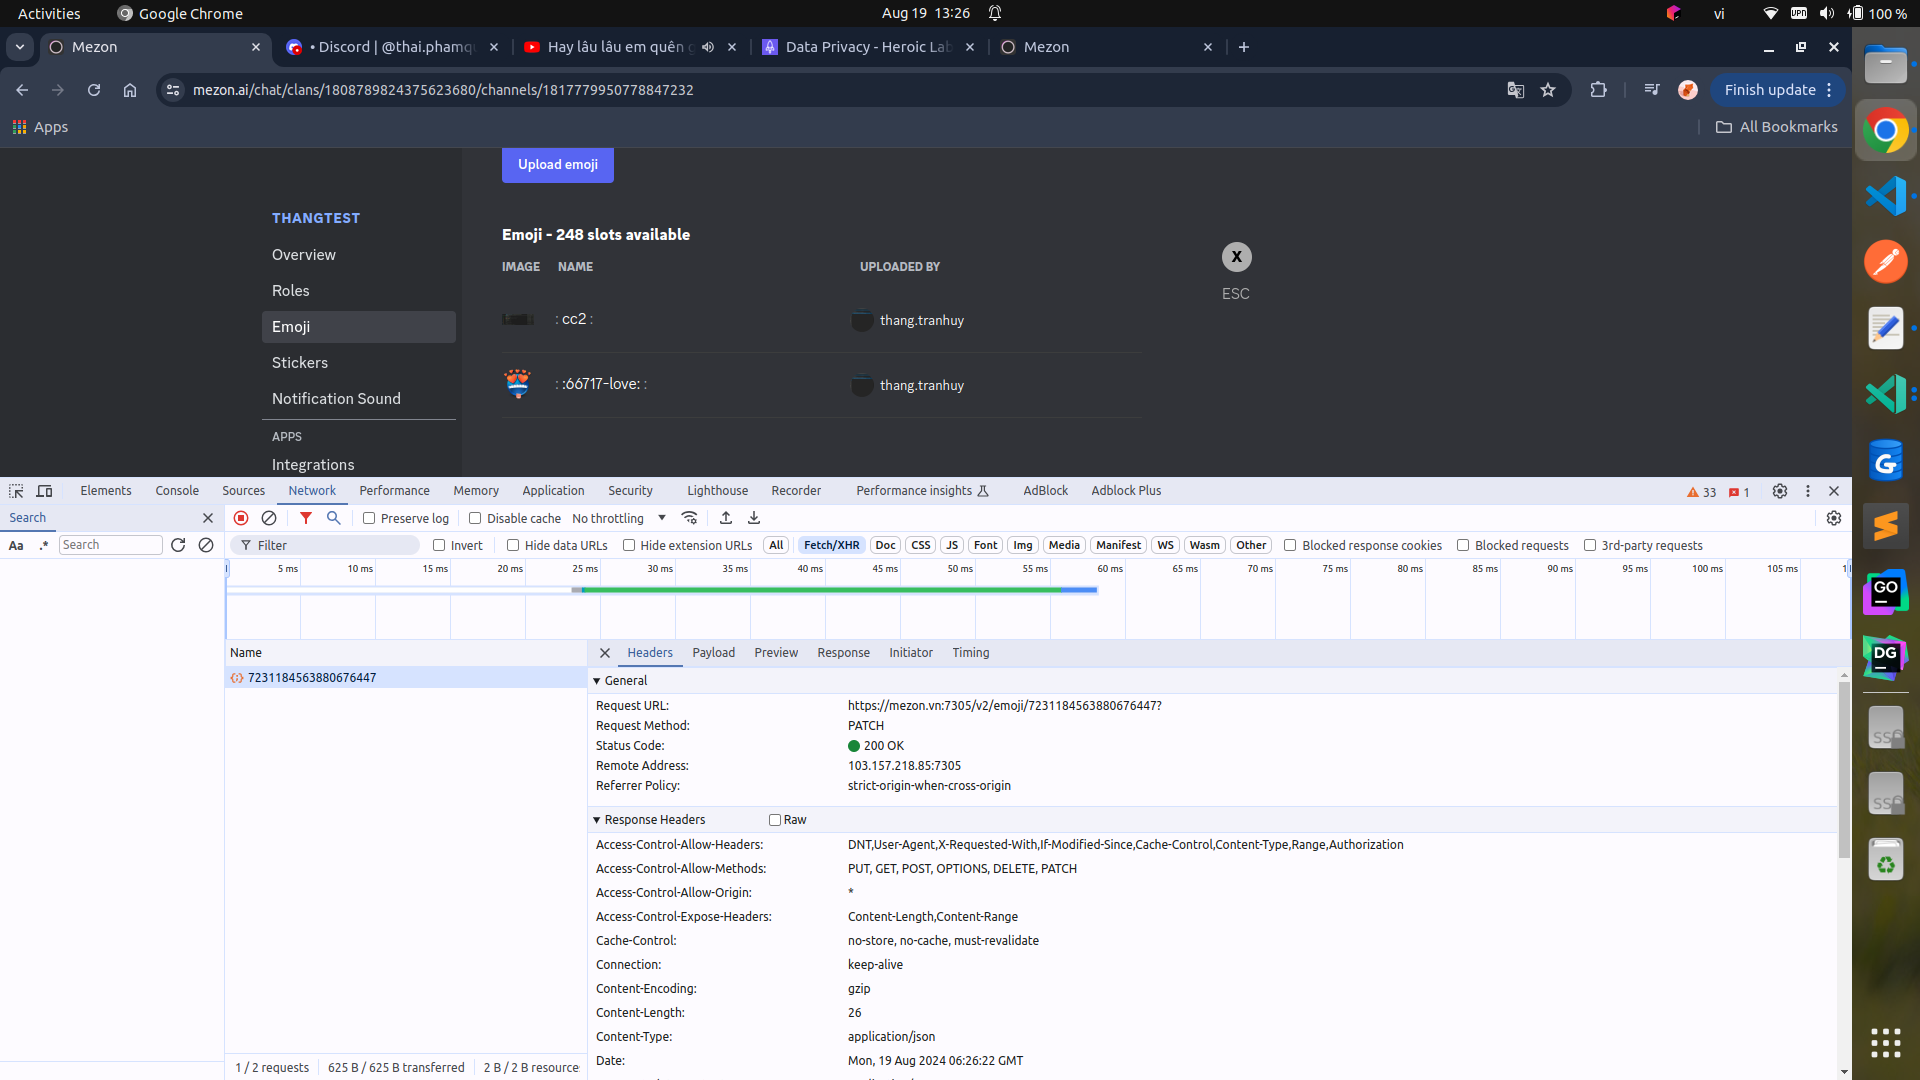 Activities
Google Chrome
Aug 19 13:26
vi
VPN
100 %
Mezon
• Discord | @thai.phamqu
Hay lâu lâu em quên g
Data Privacy - Heroic Lab
Mezon
mezon.ai/chat/clans/1808789824375623680/channels/1817779950778847232
Finish update
Apps
All Bookmarks
Upload emoji
THANGTEST
Overview
Roles
Emoji
Stickers
Notification Sound
APPS
Integrations
Emoji - 248 slots available
IMAGE NAME UPLOADED BY
: cc2 : thang.tranhuy
: :66717-love: : thang.tranhuy
X
ESC
Elements Console Sources Network Performance Memory Application Security Lighthouse Recorder Performance insights AdBlock Adblock Plus
33 1
Search
Preserve log Disable cache No throttling
Aa .* Search
Filter Invert Hide data URLs Hide extension URLs All Fetch/XHR Doc CSS JS Font Img Media Manifest WS Wasm Other Blocked response cookies Blocked requests 3rd-party requests
5 ms 10 ms 15 ms 20 ms 25 ms 30 ms 35 ms 40 ms 45 ms 50 ms 55 ms 60 ms 65 ms 70 ms 75 ms 80 ms 85 ms 90 ms 95 ms 100 ms 105 ms
Name
7231184563880676447
Headers Payload Preview Response Initiator Timing
General
Request URL: https://mezon.vn:7305/v2/emoji/7231184563880676447?
Request Method: PATCH
Status Code: 200 OK
Remote Address: 103.157.218.85:7305
Referrer Policy: strict-origin-when-cross-origin
Response Headers Raw
Access-Control-Allow-Headers: DNT,User-Agent,X-Requested-With,If-Modified-Since,Cache-Control,Content-Type,Range,Authorization
Access-Control-Allow-Methods: PUT, GET, POST, OPTIONS, DELETE, PATCH
Access-Control-Allow-Origin: *
Access-Control-Expose-Headers: Content-Length,Content-Range
Cache-Control: no-store, no-cache, must-revalidate
Connection: keep-alive
Content-Encoding: gzip
Content-Length: 26
Content-Type: application/json
Date: Mon, 19 Aug 2024 06:26:22 GMT
1 / 2 requests 625 B / 625 B transferred 2 B / 2 B resource
GO
DG